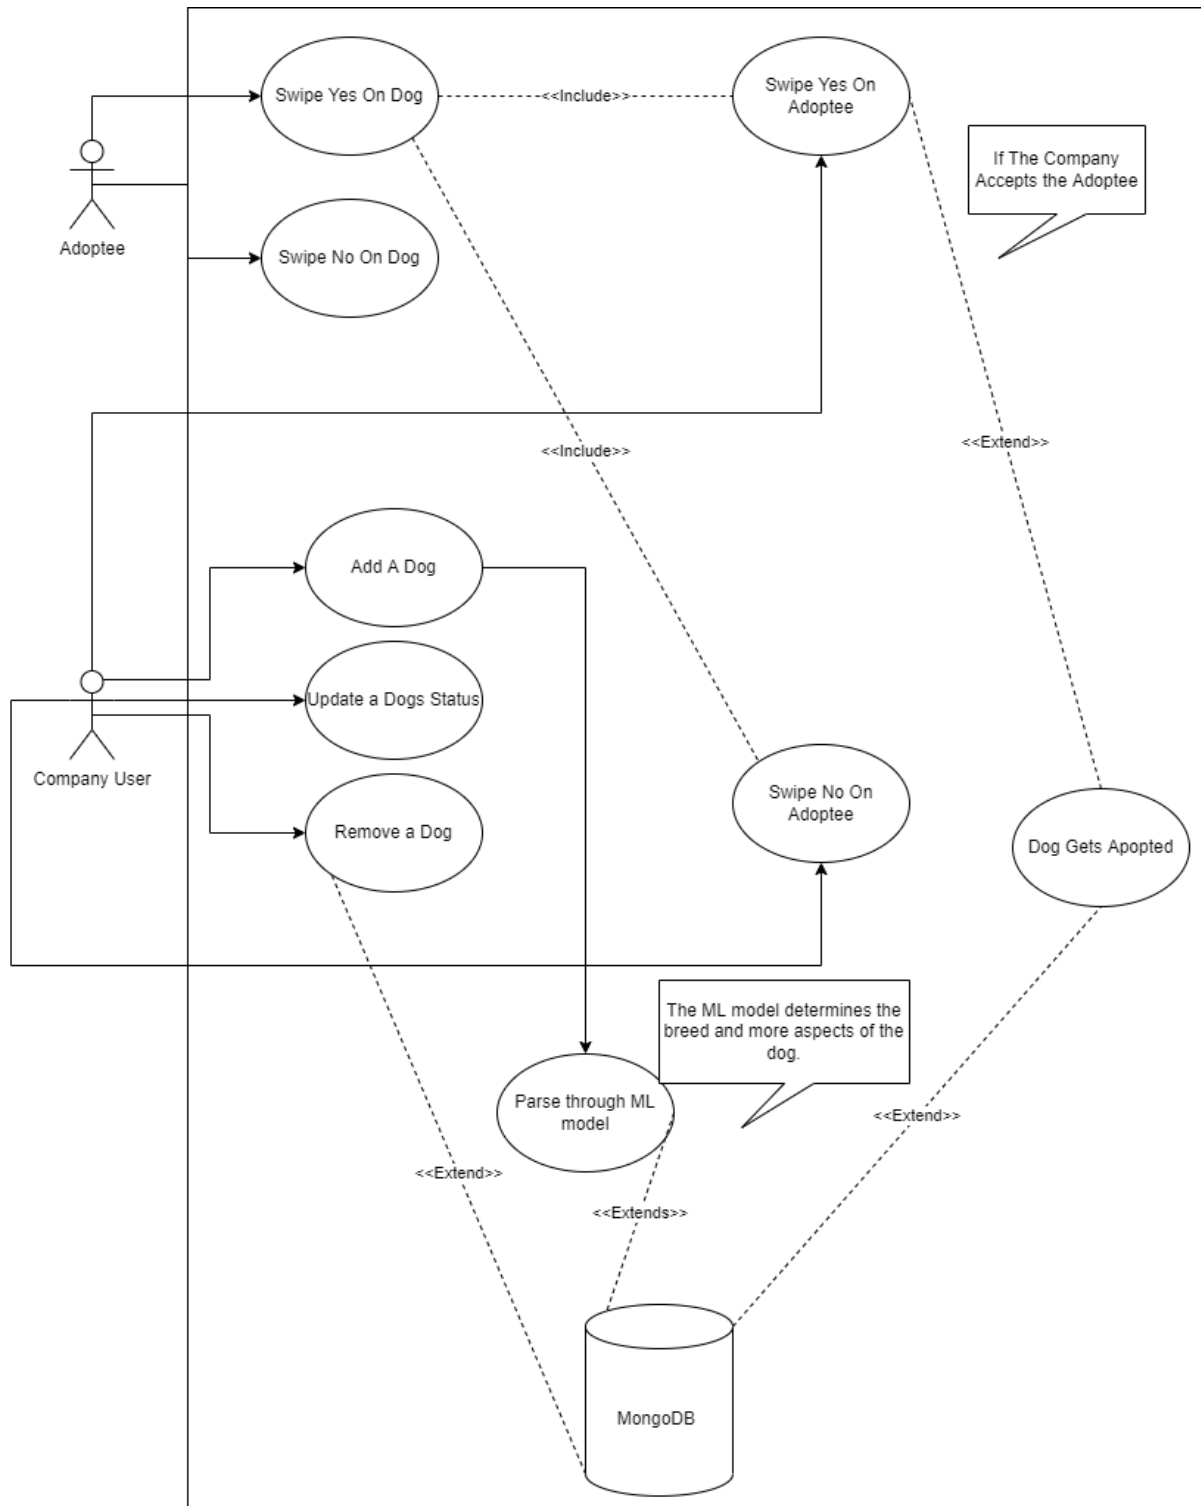 Swipe Yes On Dog
<<Include>>
Swipe Yes On
Adoptee
If The Company
Accepts the Adoptee
Adoptee
Swipe No On Dog
<<Extend>>
<<Include>>
Add A Dog
Update a Dogs Status
Company User
Swipe No On
Adoptee
Remove a Dog
Dog Gets Apopted
The ML model determines the
breed and more aspects of the
dog.
Parse through ML
model
<<Extend>>
<<Extend>>
<<Extends>>
MongoDB